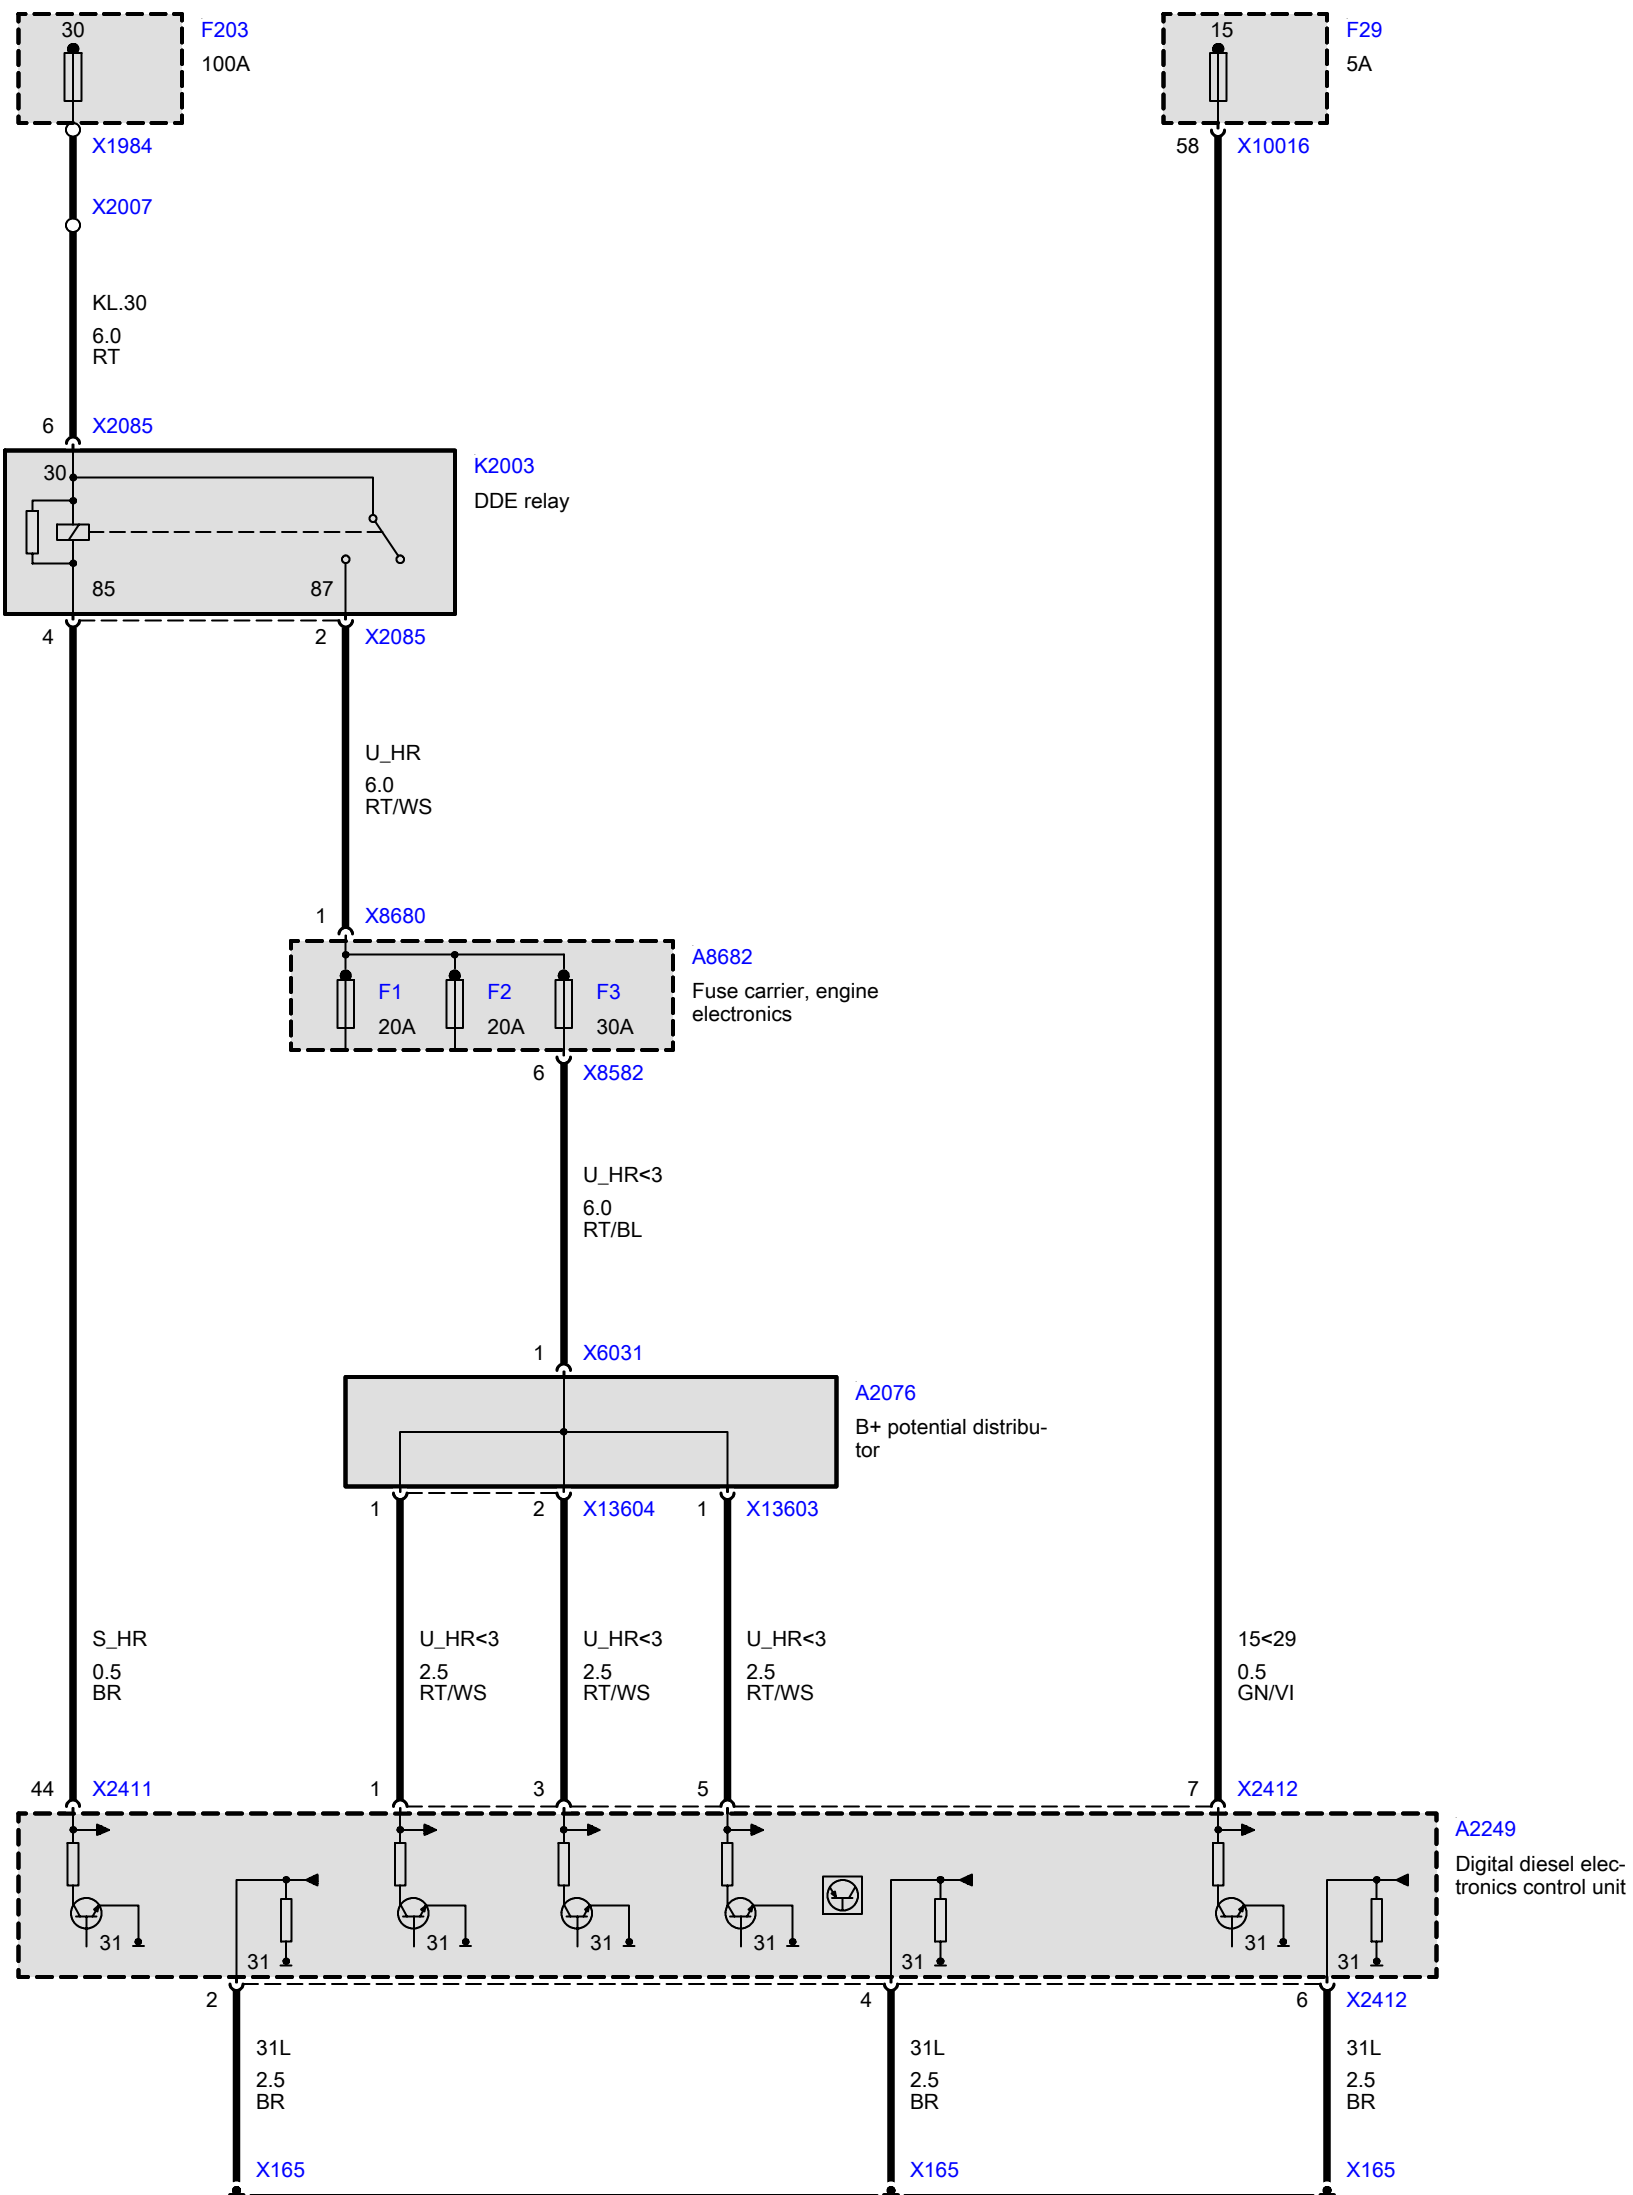 30 F203 15 F29
100A 5A
X1984 58 X10016
X2007
KL.30
6.0
RT
6 X2085
K2003
30
DDE relay
85 87
4 2 X2085
U_HR
6.0
RT/WS
1 X8680
A8682
F1 F2 F3 Fuse carrier, engine
electronics
20A 20A 30A
6 X8582
U_HR<3
6.0
RT/BL
1 X6031
A2076
B+ potential distribu-
tor
1 2 X13604 1 X13603
S_HR U_HR<3 U_HR<3 U_HR<3 15<29
0.5 2.5 2.5 2.5 0.5
BR RT/WS RT/WS RT/WS GN/VI
44 X2411 1 3 5 7 X2412
A2249
Digital diesel elec-
tronics control unit
31 31 31 31 31
31 31 31
2 4 6 X2412
31L 31L 31L
2.5 2.5 2.5
BR BR BR
X165 X165 X165